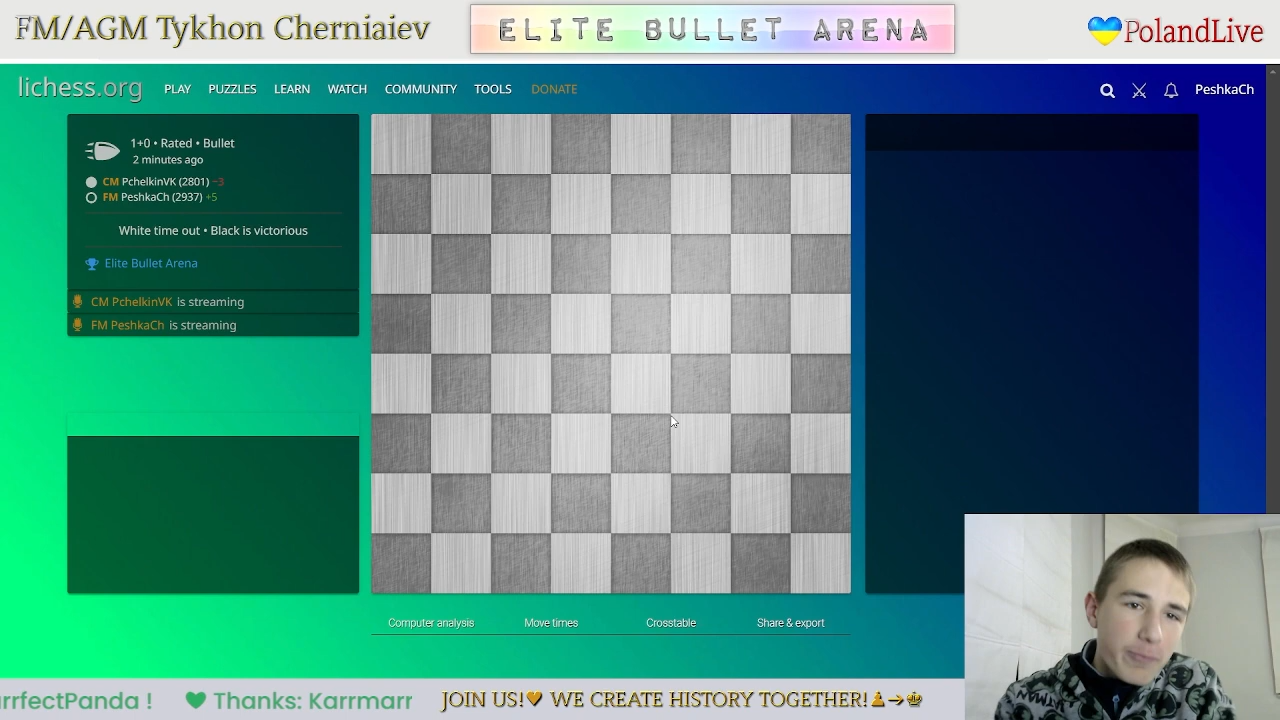 FM/AGM Tykhon Cherniaiev
ELITE BULLET ARENA
PolandLive
lichess.org PLAY PUZZLES LEARN WATCH COMMUNITY TOOLS DONATE PeshkaCh
1+0 • Rated • Bullet
2 minutes ago
CM PchelkinVK (2801) −3
FM PeshkaCh (2937) +5
White time out • Black is victorious
Elite Bullet Arena
CM PchelkinVK is streaming
FM PeshkaCh is streaming
Computer analysis Move times Crosstable Share & export
rrfectPanda ! Thanks: Karrmarr
JOIN US!🧡 WE CREATE HISTORY TOGETHER!♟→♚